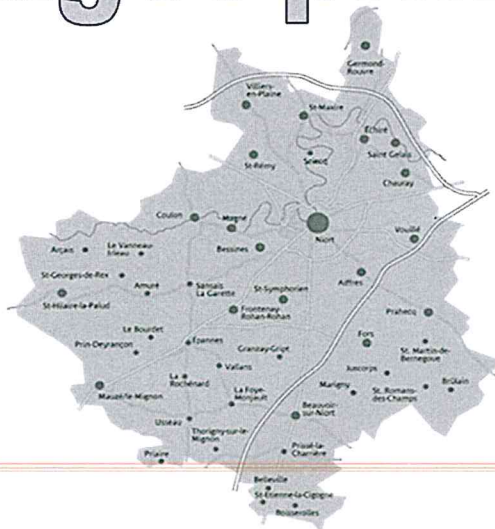 Germond-
Rouvre
Villiers-
en-Plaine
St-Maxire
Échiré
Saint Gelais
St-Rémy
Sciecq
Chauray
Coulon
Magné
Niort
Vouillé
Bessines
Arçais
Le Vanneau-
Irleau
St-Georges-de-Rex
Amuré
Sansais
La Garette
St-Symphorien
Aiffres
St-Hilaire-la-Palud
Frontenay-
Rohan-Rohan
Prahecq
Le Bourdet
Prin-Deyrançon
Épannes
Granzay-Gript
Fors
St. Martin-de-
Bernegoue
Vallans
Juscorps
La
Rochénard
Marigny
St. Romans-
des-Champs
Brûlain
Mauzé-le-Mignon
La Foye-
Monjault
Beauvoir-
sur-Niort
Usseau
Thorigny-sur-le-
Mignon
Prissé-la-
Charrière
Priaire
Belleville
St-Étienne-la-Cigogne